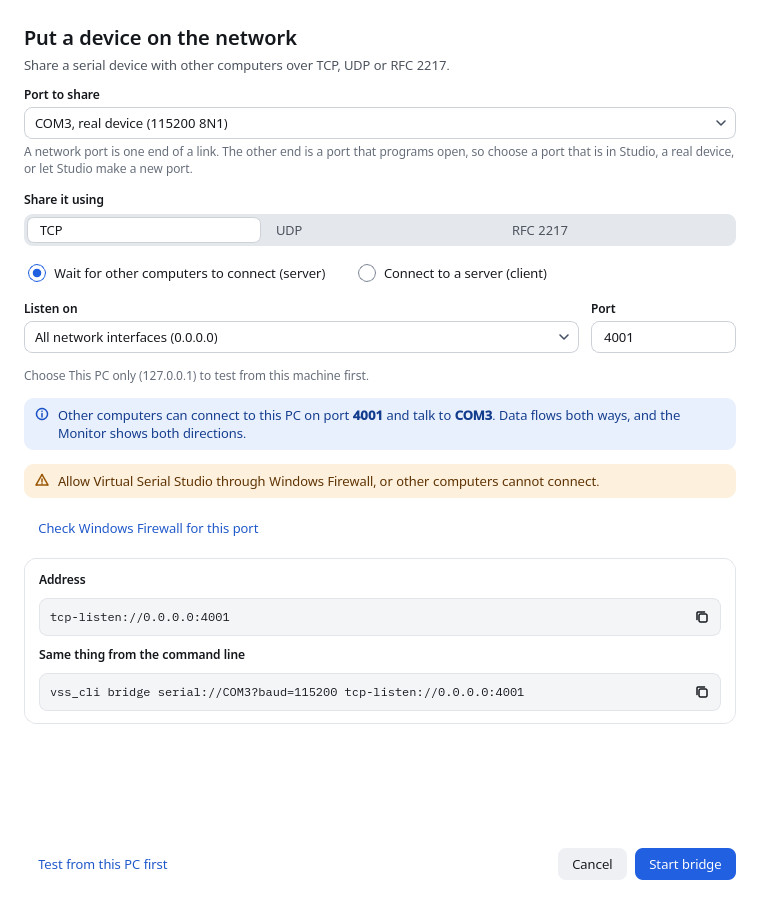 Put a device on the network
Share a serial device with other computers over TCP, UDP or RFC 2217.
Port to share
COM3, real device (115200 8N1)
A network port is one end of a link. The other end is a port that programs open, so choose a port that is in Studio, a real device,
or let Studio make a new port.
Share it using
TCP UDP RFC 2217
Wait for other computers to connect (server) Connect to a server (client)
Listen on Port
All network interfaces (0.0.0.0) 4001
Choose This PC only (127.0.0.1) to test from this machine first.
Other computers can connect to this PC on port 4001 and talk to COM3. Data flows both ways, and the
Monitor shows both directions.
Allow Virtual Serial Studio through Windows Firewall, or other computers cannot connect.
Check Windows Firewall for this port
Address
tcp-listen://0.0.0.0:4001
Same thing from the command line
vss_cli bridge serial://COM3?baud=115200 tcp-listen://0.0.0.0:4001
Test from this PC first Cancel Start bridge